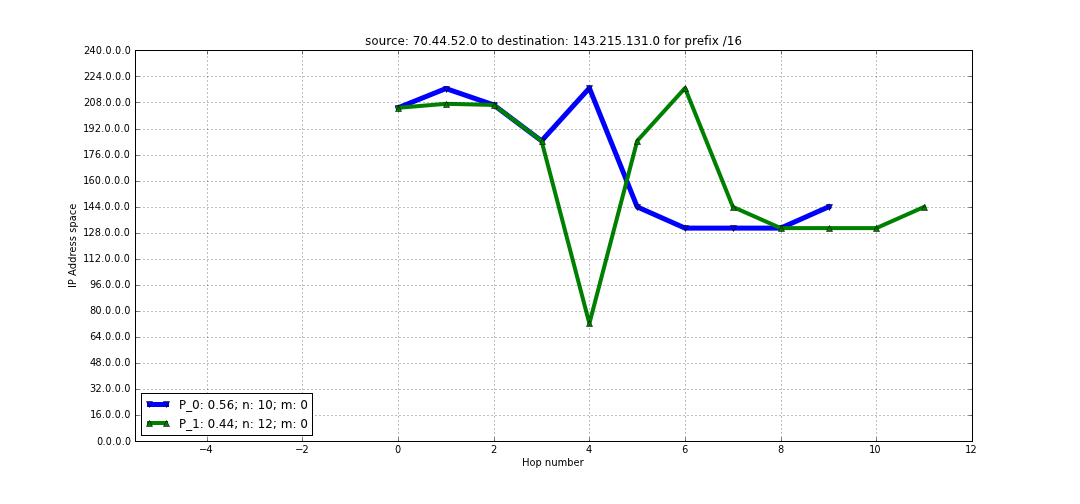 source: 70.44.52.0 to destination: 143.215.131.0 for prefix /16
240.0.0.0
224.0.0.0
208.0.0.0
192.0.0.0
176.0.0.0
160.0.0.0
144.0.0.0
128.0.0.0
112.0.0.0
96.0.0.0
80.0.0.0
64.0.0.0
48.0.0.0
32.0.0.0
16.0.0.0
0.0.0.0
IP Address space
P_0: 0.56; n: 10; m: 0
P_1: 0.44; n: 12; m: 0
−4 −2 0 2 4 6 8 10 12
Hop number